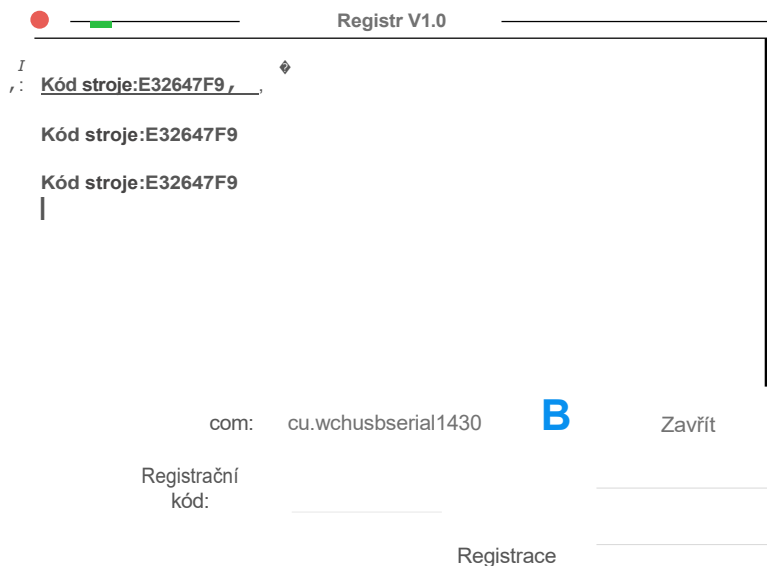 Registr V1.0
I �
,: Kód stroje:E32647F9, ,
Kód stroje:E32647F9
Kód stroje:E32647F9
com: cu.wchusbserial1430 B Zavřít
Registrační
kód:
Registrace